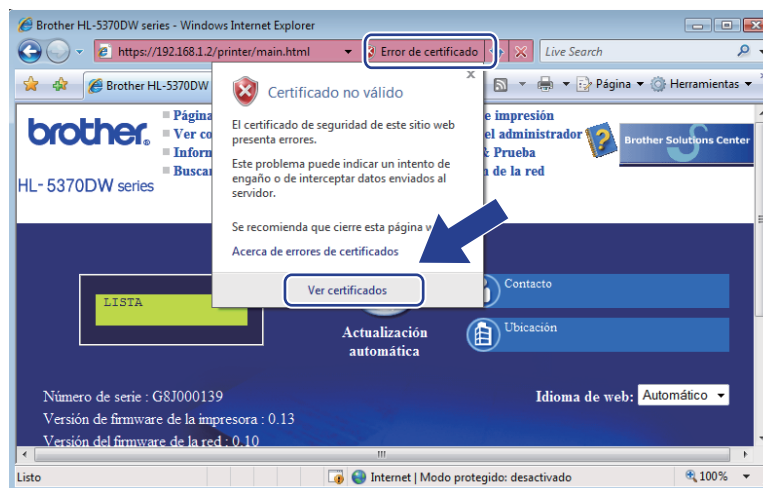 Brother HL-5370DW series - Windows Internet Explorer
https://192.168.1.2/printer/main.html
Error de certificado
Live Search
Brother HL-5370DW
Página
Herramientas
Certificado no válido
El certificado de seguridad de este sitio web
presenta errores.
Este problema puede indicar un intento de
engaño o de interceptar datos enviados al
servidor.
Se recomienda que cierre esta página
Acerca de errores de certificados
Ver certificados
brother
HL-5370DW series
Página
Ver
e impresión
el administrador
Prueba
de la red
Brother Solutions Center
LISTA
Actualización
automática
Contacto
Ubicación
Número de serie : G8J000139
Versión de firmware de la impresora : 0.13
Versión del firmware de la red : 0.10
Idioma de web: Automático
Listo
Internet | Modo protegido: desactivado
100%